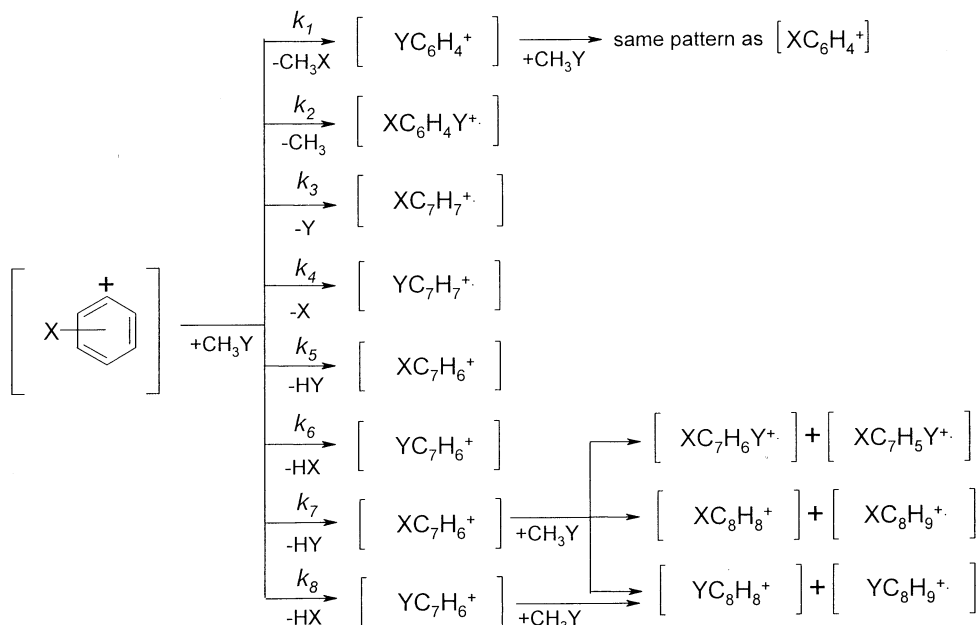 k₁ -CH₃X [ YC₆H₄⁺ ] +CH₃Y same pattern as [XC₆H₄⁺]
k₂ -CH₃ [ XC₆H₄Y⁺· ]
k₃ -Y [ XC₇H₇⁺· ]
k₄ -X [ YC₇H₇⁺· ]
[ X + ] +CH₃Y
k₅ -HY [ XC₇H₆⁺ ]
k₆ -HX [ YC₇H₆⁺ ]
[ XC₇H₆Y⁺· ] + [ XC₇H₅Y⁺· ]
k₇ -HY [ XC₇H₆⁺ ] +CH₃Y [ XC₈H₈⁺ ] + [ XC₈H₉⁺· ]
k₈ -HX [ YC₇H₆⁺ ] +CH₃Y [ YC₈H₈⁺ ] + [ YC₈H₉⁺· ]